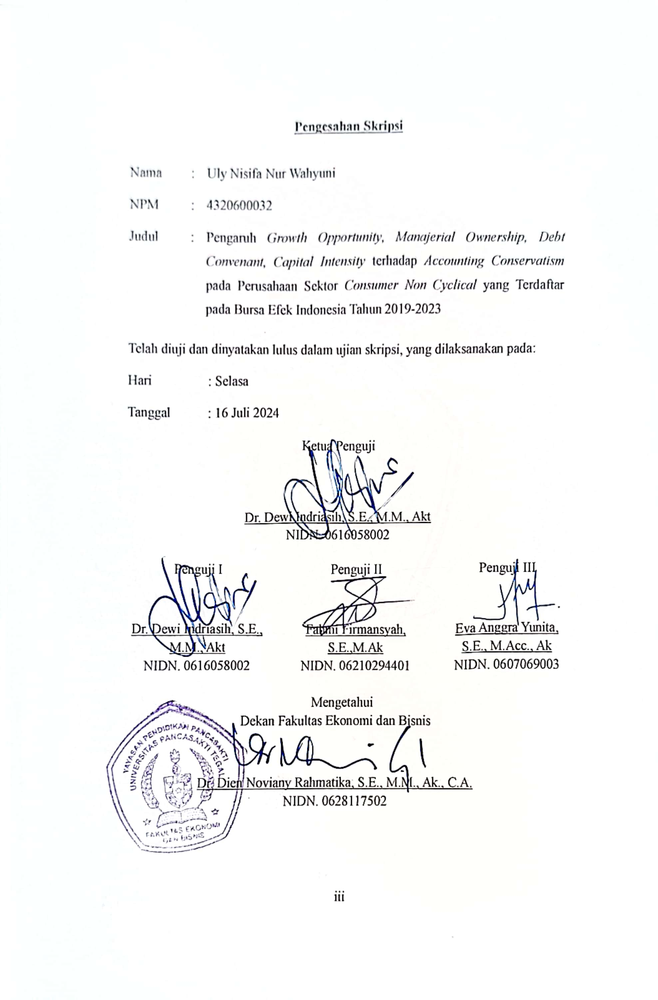 Pengesahan Skripsi
Nama : Uly Nisifa Nur Wahyuni
NPM : 4320600032
Judul : Pengaruh Growth Opportunity, Manajerial Ownership, Debt
Convenant, Capital Intensity terhadap Accounting Conservatism
pada Perusahaan Sektor Consumer Non Cyclical yang Terdaftar
pada Bursa Efek Indonesia Tahun 2019-2023
Telah diuji dan dinyatakan lulus dalam ujian skripsi, yang dilaksanakan pada:
Hari : Selasa
Tanggal : 16 Juli 2024
Ketua Penguji
Dr. Dewi Indriasih, S.E., M.M., Akt
NIDN. 0616058002
Penguji I
Dr. Dewi Indriasih, S.E.,
M.M., Akt
NIDN. 0616058002
Penguji II
Fahmi Firmansyah,
S.E.,M.Ak
NIDN. 06210294401
Penguji III
Eva Anggra Yunita,
S.E., M.Acc., Ak
NIDN. 0607069003
Mengetahui
Dekan Fakultas Ekonomi dan Bisnis
Dr. Dien Noviany Rahmatika, S.E., M.M., Ak., C.A.
NIDN. 0628117502
YAYASAN PENDIDIKAN PANCASAKTI
UNIVERSITAS PANCASAKTI TEGAL
FAKULTAS EKONOMI
DAN BISNIS
iii